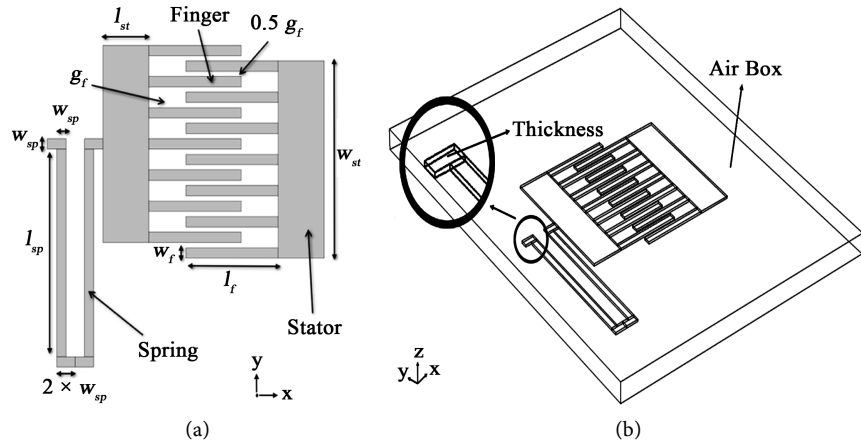 l_st
Finger
0.5 g_f
g_f
w_sp
w_sp
w_st
l_sp
w_f
l_f
Spring
Stator
2 × w_sp
y
x
(a)
Air Box
Thickness
z
y
x
(b)